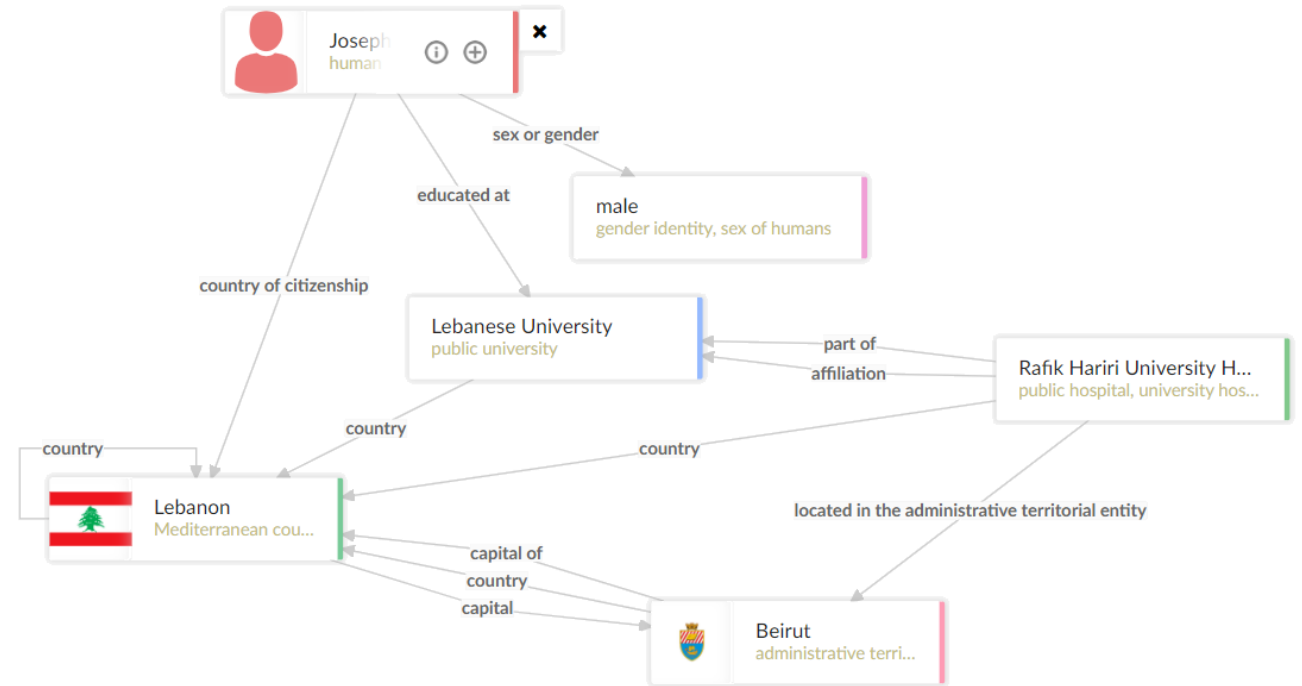 Joseph
human
sex or gender
male
gender identity, sex of humans
educated at
country of citizenship
Lebanese University
public university
part of
affiliation
Rafik Hariri University H...
public hospital, university hos...
country
country
country
Lebanon
Mediterranean cou...
located in the administrative territorial entity
capital of
country
capital
Beirut
administrative terri...